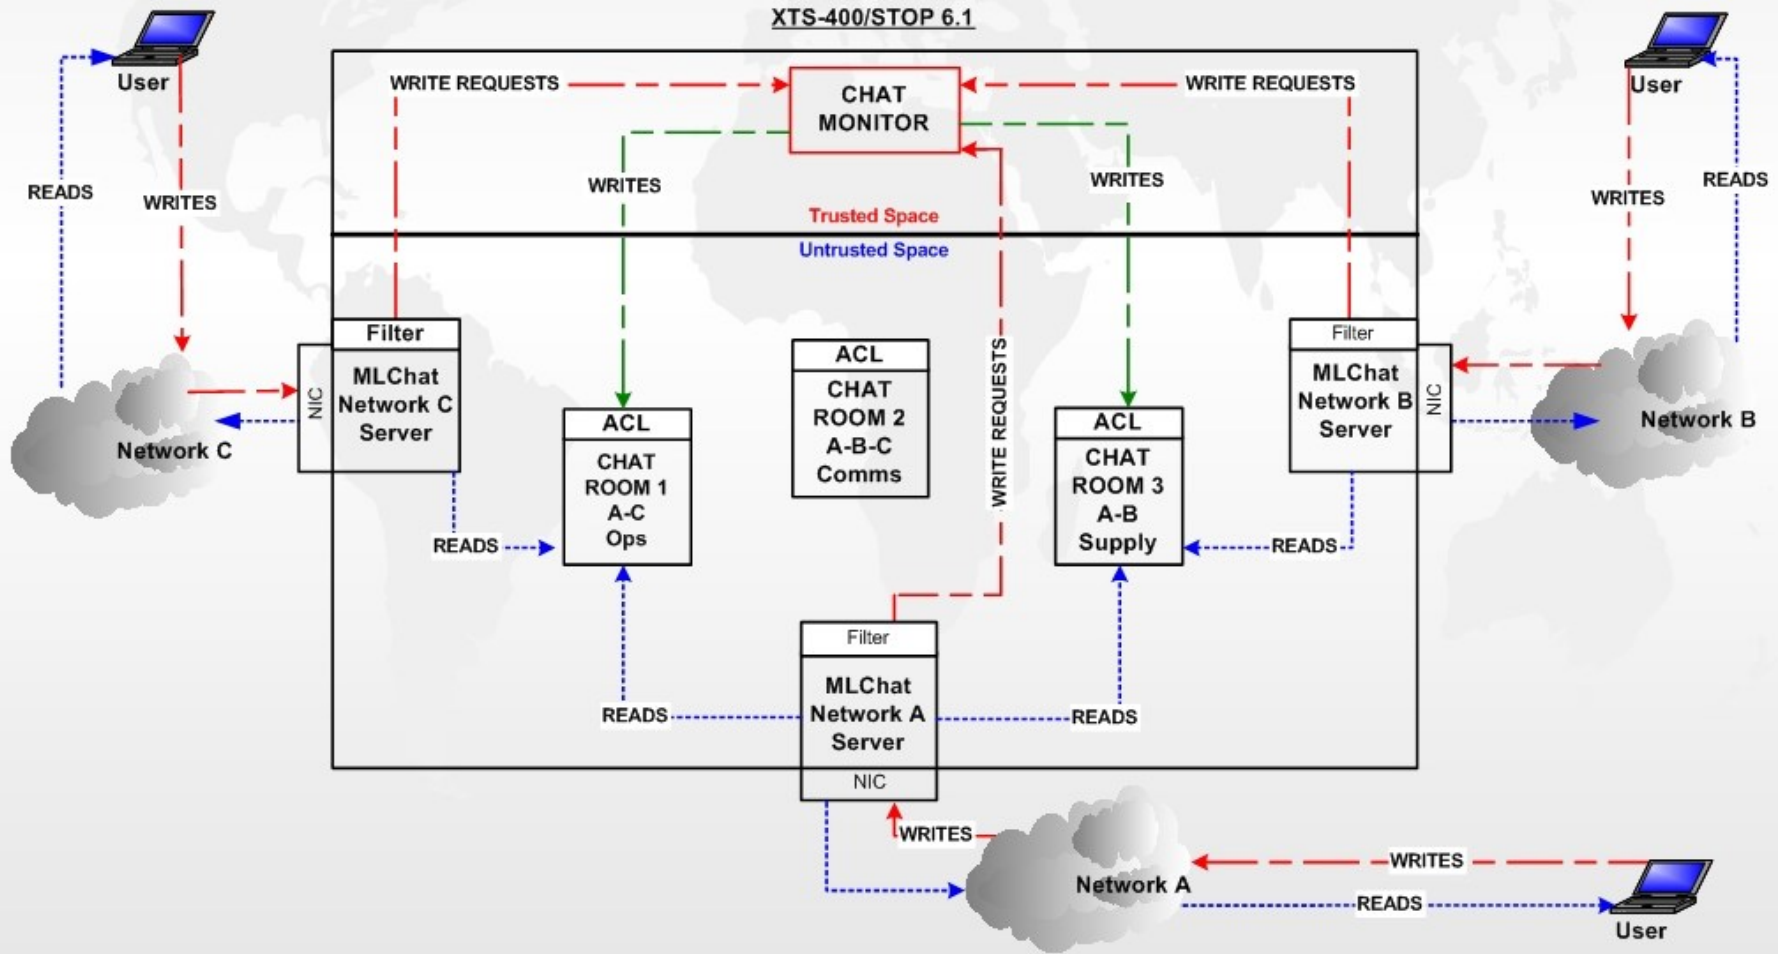 XTS-400/STOP 6.1
User
User
WRITE REQUESTS
CHAT
MONITOR
WRITE REQUESTS
READS
WRITES
WRITES
WRITES
WRITES
READS
Trusted Space
Untrusted Space
Filter
MLChat
Network C
Server
NIC
Network C
READS
ACL
CHAT
ROOM 1
A-C
Ops
ACL
CHAT
ROOM 2
A-B-C
Comms
WRITE REQUESTS
ACL
CHAT
ROOM 3
A-B
Supply
Filter
MLChat
Network B
Server
NIC
Network B
READS
Filter
MLChat
Network A
Server
NIC
READS
READS
WRITES
Network A
WRITES
READS
User